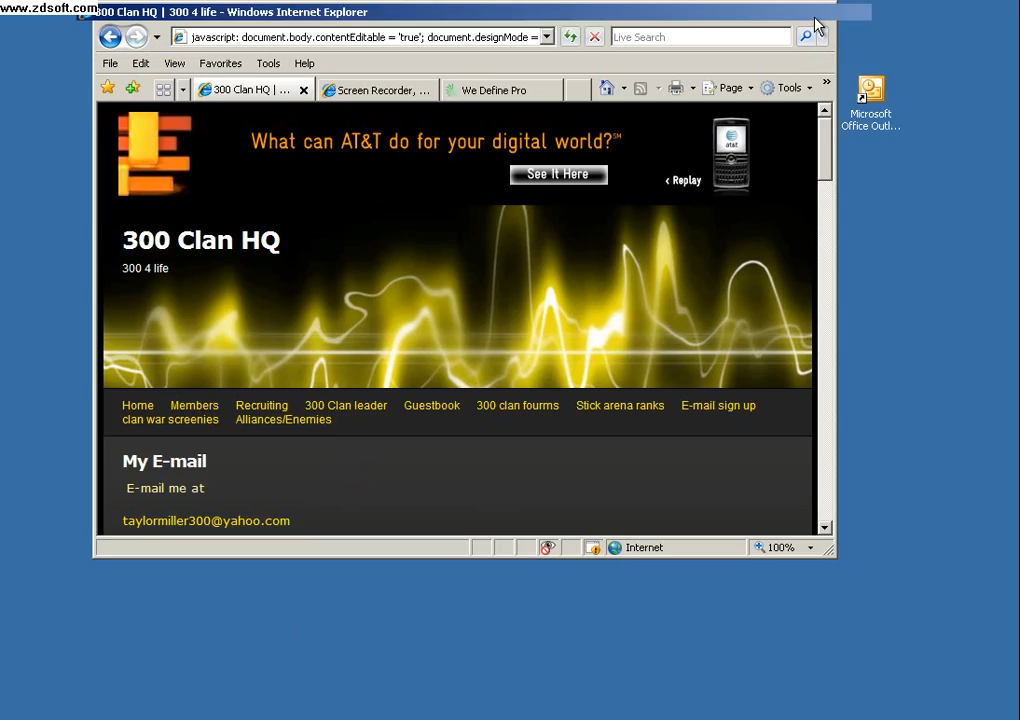 www.zdsoft.com
300 Clan HQ | 300 4 life - Windows Internet Explorer
javascript: document.body.contentEditable = 'true'; document.designMode =
Live Search
File Edit View Favorites Tools Help
300 Clan HQ | ...
Screen Recorder, ...
We Define Pro
Page
Tools
»
What can AT&T do for your digital world?℠
at&t
See It Here
‹ Replay
300 Clan HQ
300 4 life
Home Members Recruiting 300 Clan leader Guestbook 300 clan fourms Stick arena ranks E-mail sign up
clan war screenies Alliances/Enemies
My E-mail
E-mail me at
taylormiller300@yahoo.com
Internet
100%
Microsoft
Office Outl...